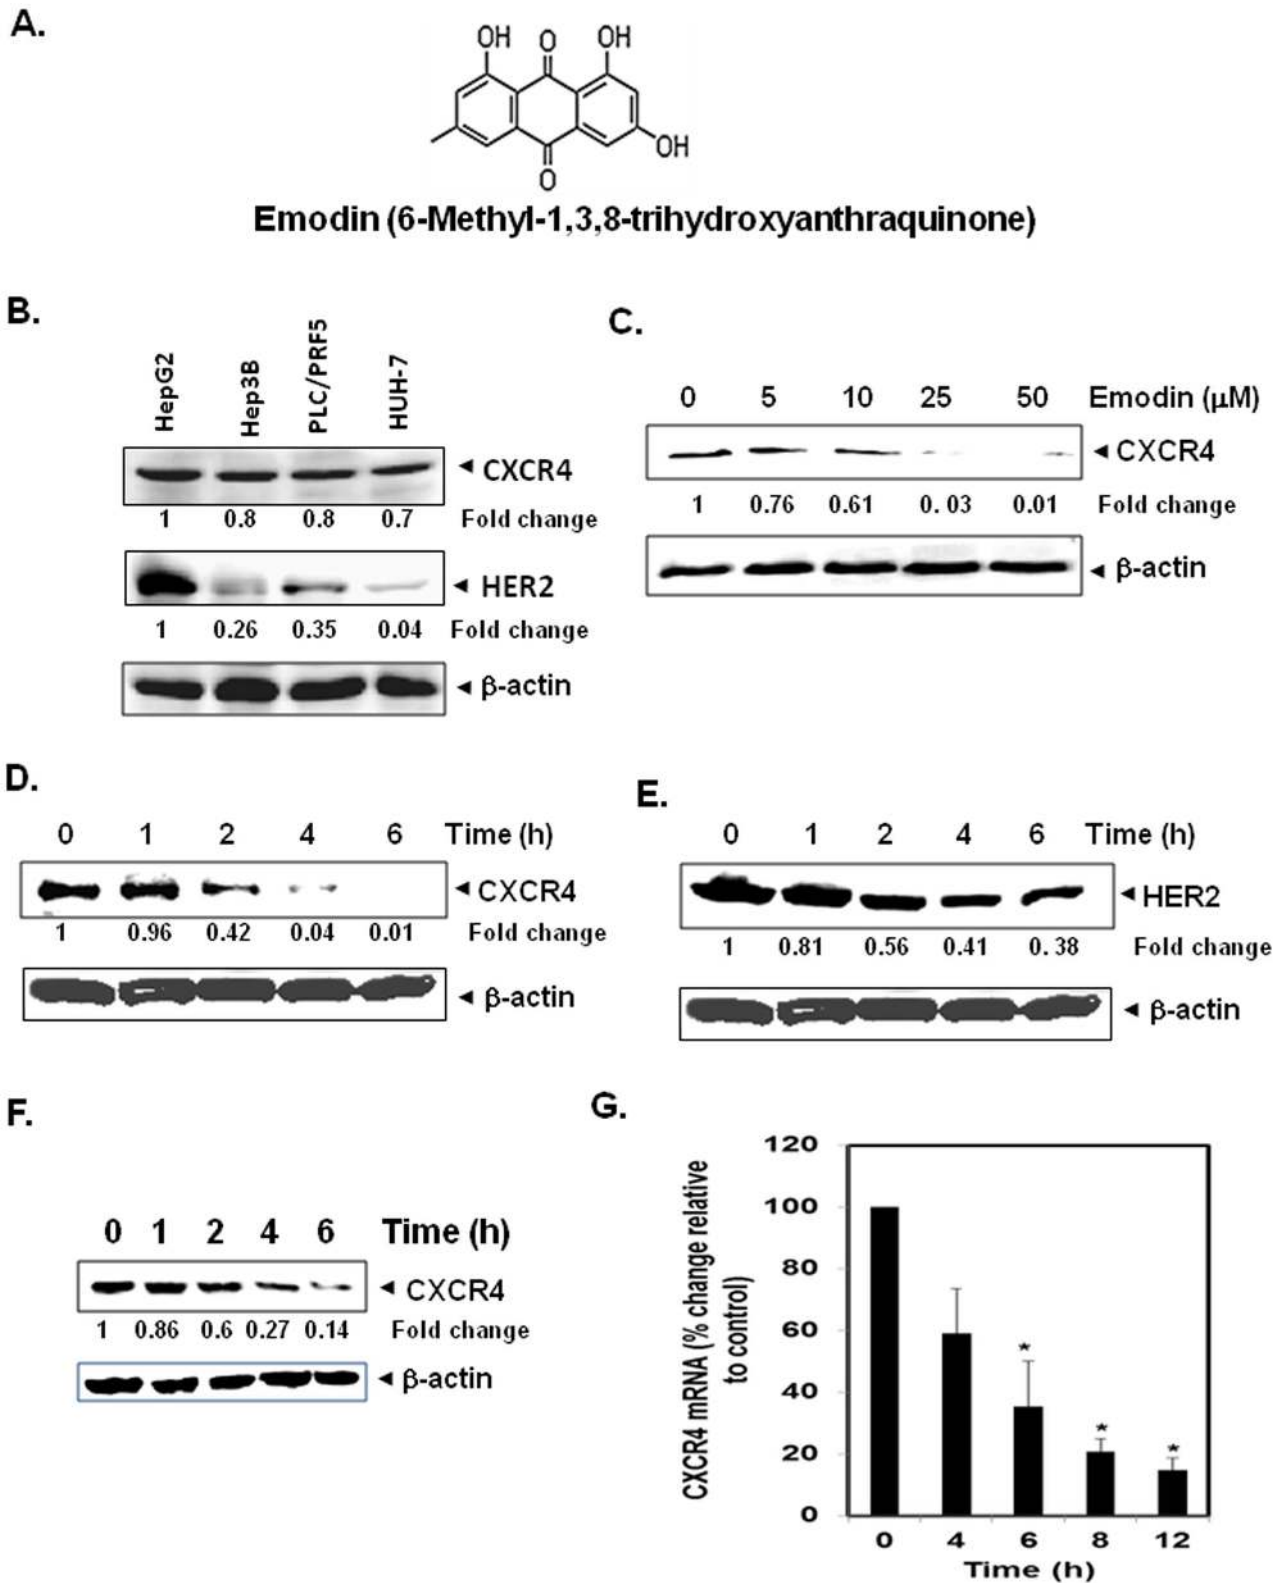 A.
OH O OH
OH
O
Emodin (6-Methyl-1,3,8-trihydroxyanthraquinone)
B.
HepG2
Hep3B
PLC/PRF5
HUH-7
CXCR4
1 0.8 0.8 0.7 Fold change
HER2
1 0.26 0.35 0.04 Fold change
β-actin
C.
0 5 10 25 50 Emodin (μM)
CXCR4
1 0.76 0.61 0. 03 0.01 Fold change
β-actin
D.
0 1 2 4 6 Time (h)
CXCR4
1 0.96 0.42 0.04 0.01 Fold change
β-actin
E.
0 1 2 4 6 Time (h)
HER2
1 0.81 0.56 0.41 0. 38 Fold change
β-actin
F.
0 1 2 4 6 Time (h)
CXCR4
1 0.86 0.6 0.27 0.14 Fold change
β-actin
G.
CXCR4 mRNA (% change relative
to control)
120
100
80
60
40
20
0
*
*
*
0 4 6 8 12
Time (h)